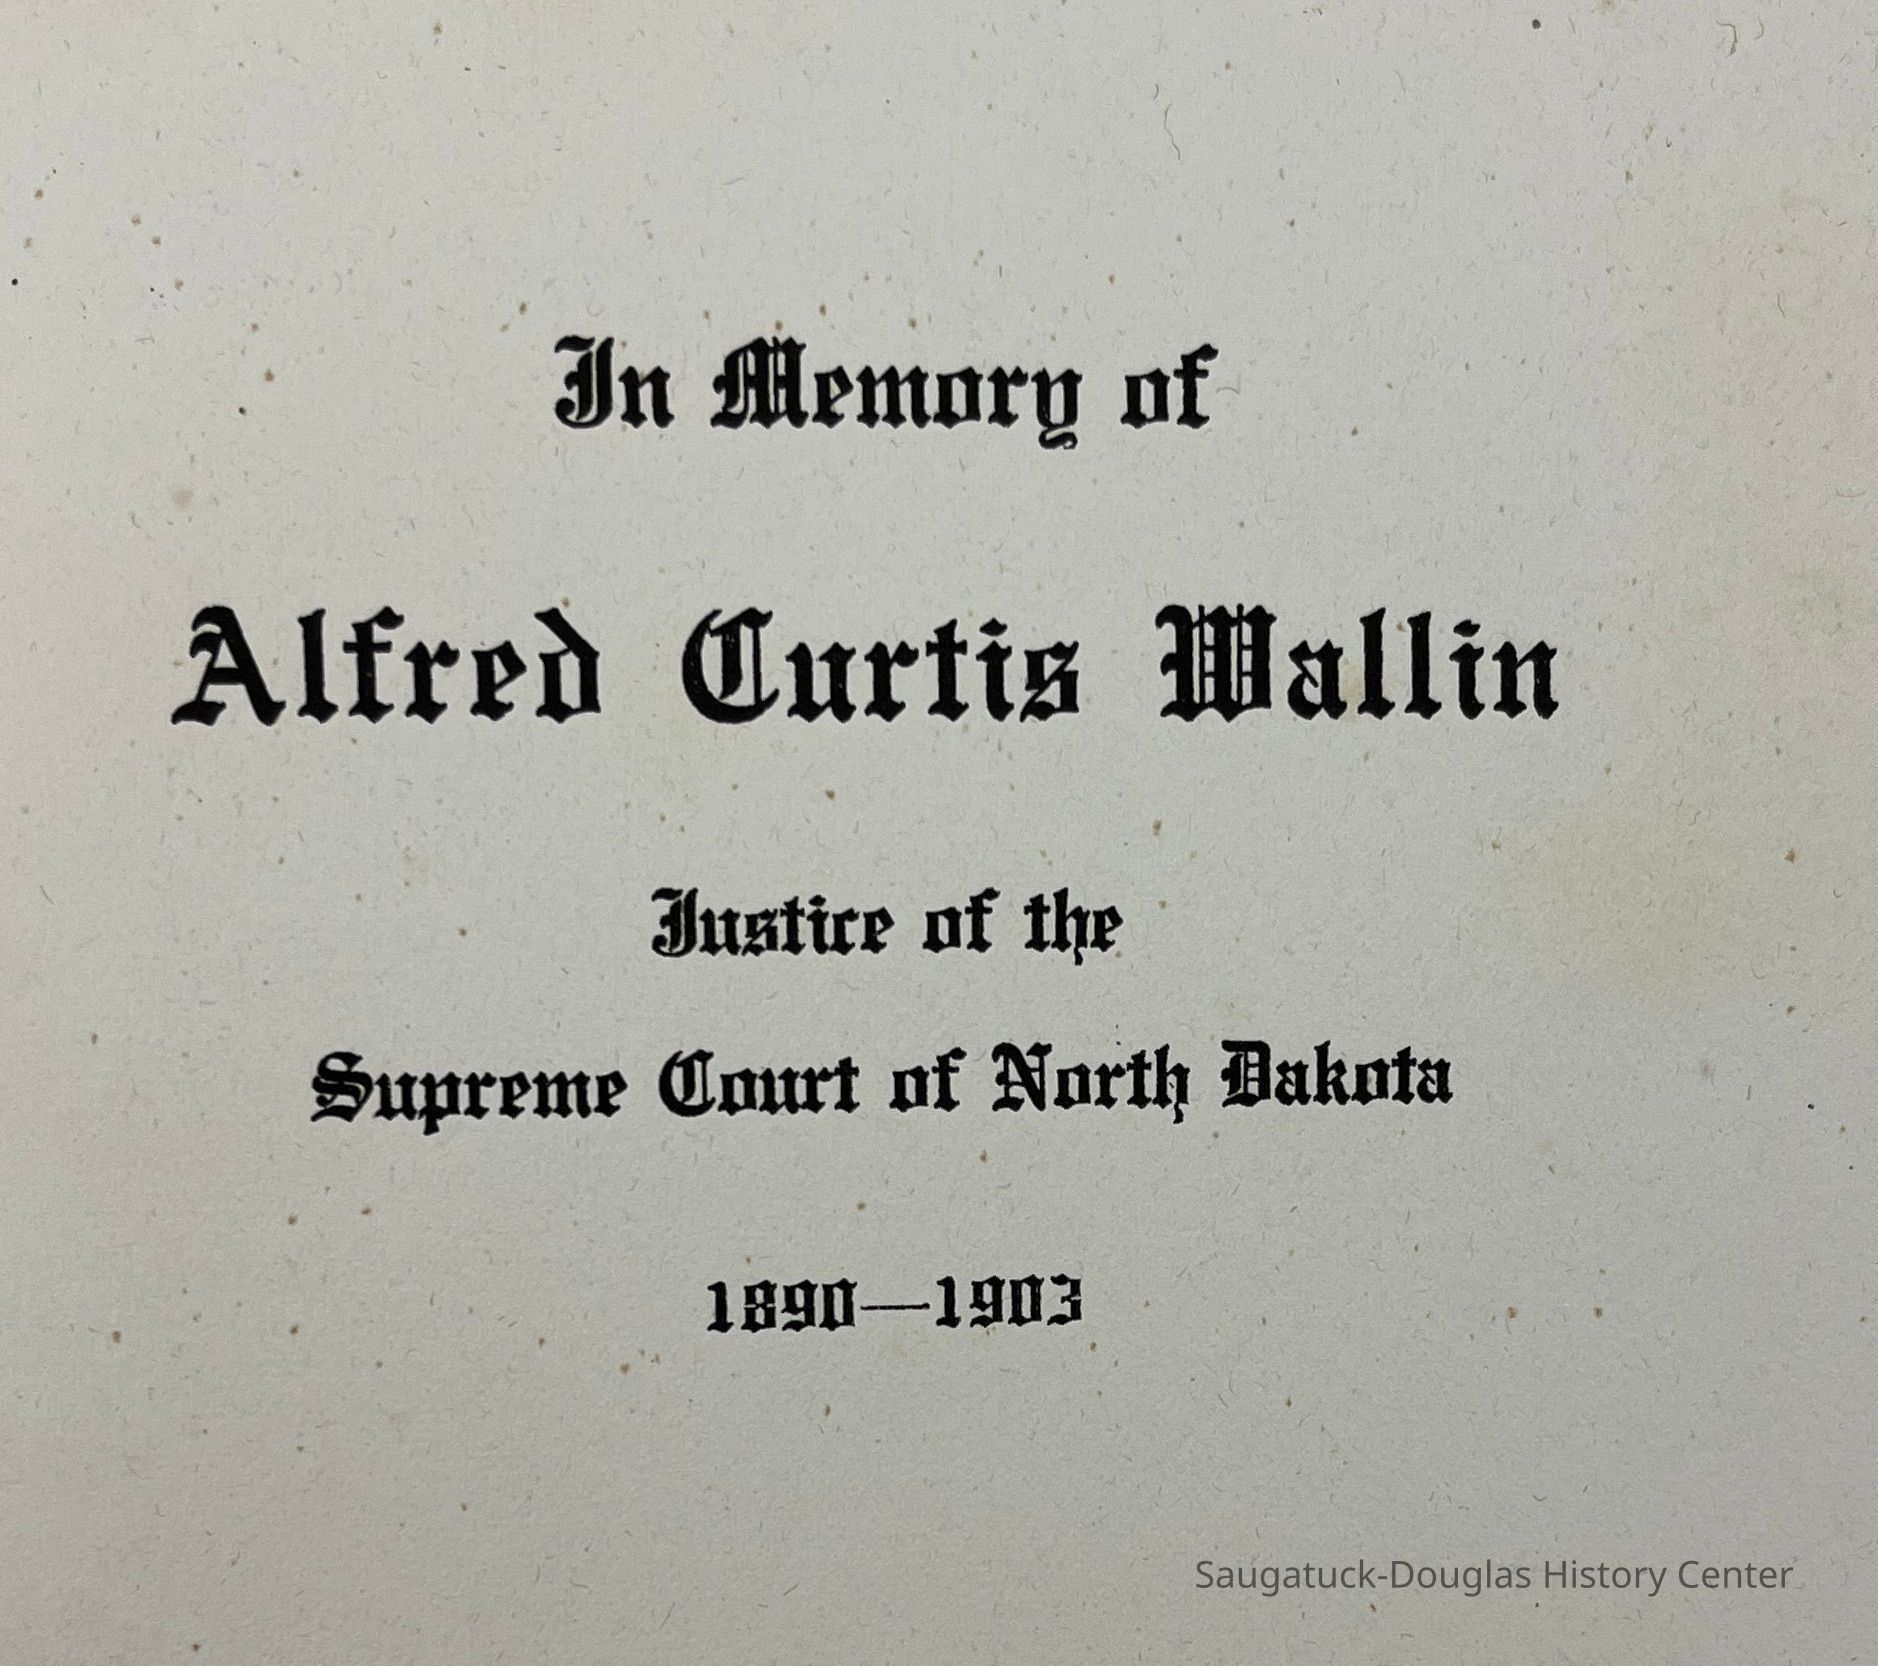 In Memory of
Alfred Curtis Wallin
Justice of the
Supreme Court of North Dakota
1890—1903
Saugatuck-Douglas History Center